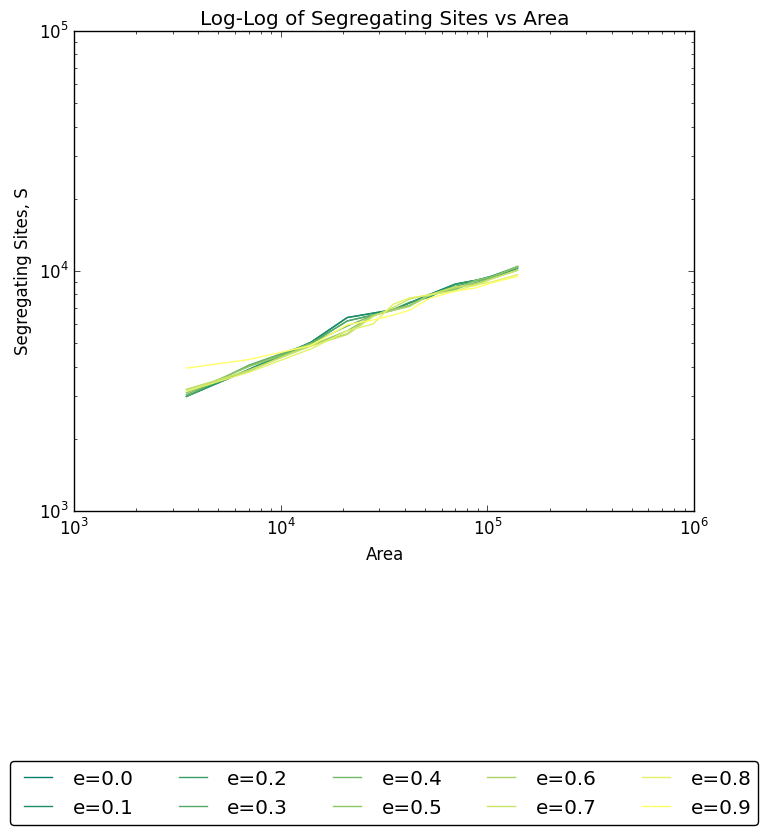 Log-Log of Segregating Sites vs Area
10^5
10^4
10^3
Segregating Sites, S
10^3 10^4 10^5 10^6
Area
e=0.0 e=0.2 e=0.4 e=0.6 e=0.8
e=0.1 e=0.3 e=0.5 e=0.7 e=0.9